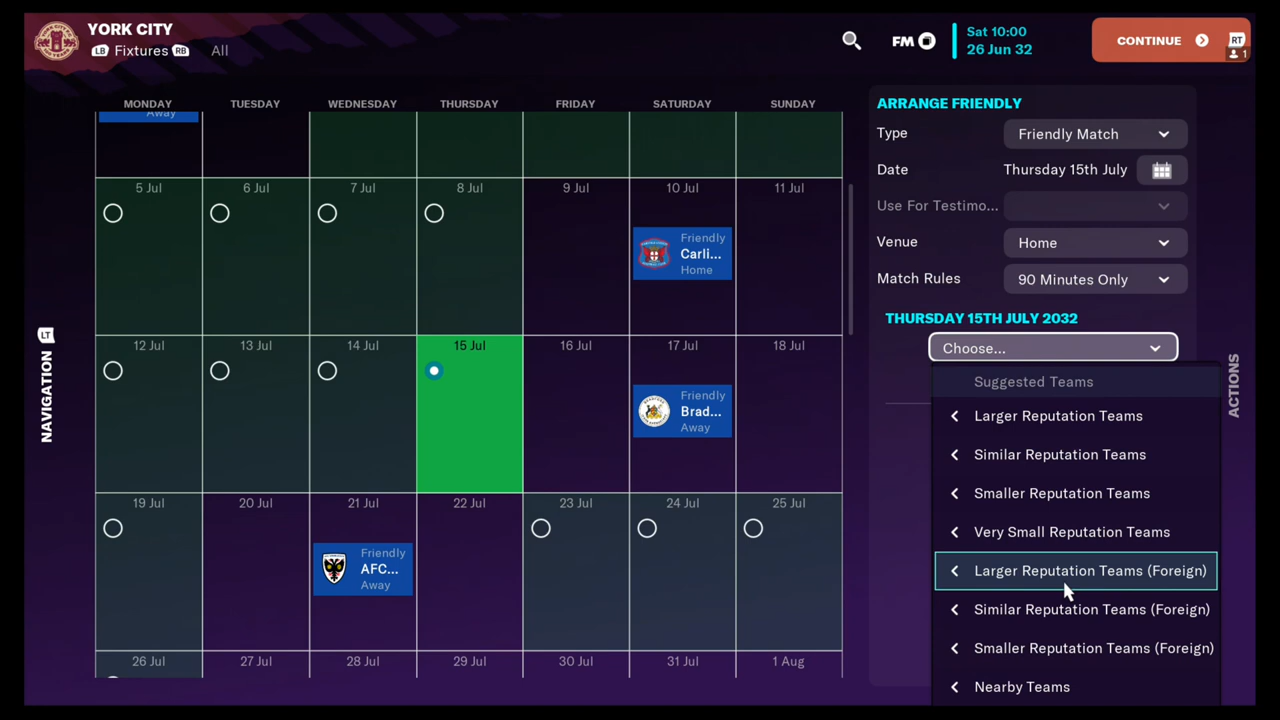 YORK CITY
LB Fixtures RB All
FM
Sat 10:00
26 Jun 32
CONTINUE
RT
1
MONDAY TUESDAY WEDNESDAY THURSDAY FRIDAY SATURDAY SUNDAY
Away
5 Jul 6 Jul 7 Jul 8 Jul 9 Jul 10 Jul 11 Jul
Friendly
Carli...
Home
12 Jul 13 Jul 14 Jul 15 Jul 16 Jul 17 Jul 18 Jul
Friendly
Brad...
Away
19 Jul 20 Jul 21 Jul 22 Jul 23 Jul 24 Jul 25 Jul
Friendly
AFC...
Away
26 Jul 27 Jul 28 Jul 29 Jul 30 Jul 31 Jul 1 Aug
LT
NAVIGATION
ARRANGE FRIENDLY
Type Friendly Match
Date Thursday 15th July
Use For Testimo...
Venue Home
Match Rules 90 Minutes Only
THURSDAY 15TH JULY 2032
Choose...
Suggested Teams
Larger Reputation Teams
Similar Reputation Teams
Smaller Reputation Teams
Very Small Reputation Teams
Larger Reputation Teams (Foreign)
Similar Reputation Teams (Foreign)
Smaller Reputation Teams (Foreign)
Nearby Teams
ACTIONS